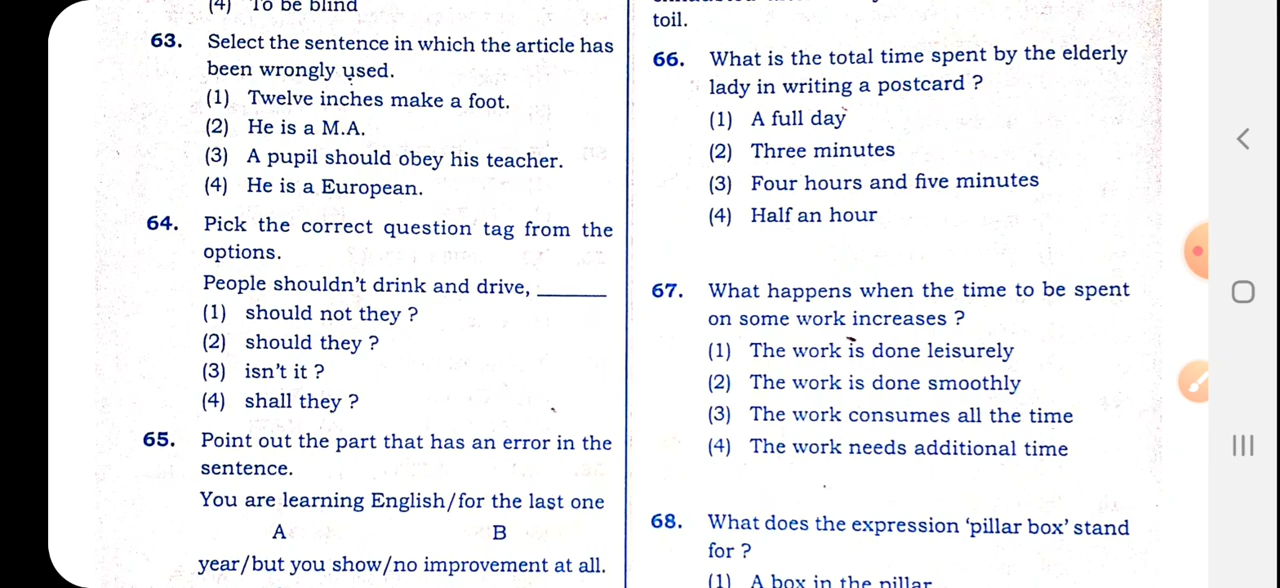 (4) To be blind
63. Select the sentence in which the article has
been wrongly used.
(1) Twelve inches make a foot.
(2) He is a M.A.
(3) A pupil should obey his teacher.
(4) He is a European.
64. Pick the correct question tag from the
options.
People shouldn't drink and drive, ______
(1) should not they ?
(2) should they ?
(3) isn't it ?
(4) shall they ?
65. Point out the part that has an error in the
sentence.
You are learning English/for the last one
A B
year/but you show/no improvement at all.
toil.
66. What is the total time spent by the elderly
lady in writing a postcard ?
(1) A full day
(2) Three minutes
(3) Four hours and five minutes
(4) Half an hour
67. What happens when the time to be spent
on some work increases ?
(1) The work is done leisurely
(2) The work is done smoothly
(3) The work consumes all the time
(4) The work needs additional time
68. What does the expression 'pillar box' stand
for ?
(1) A box in the pillar